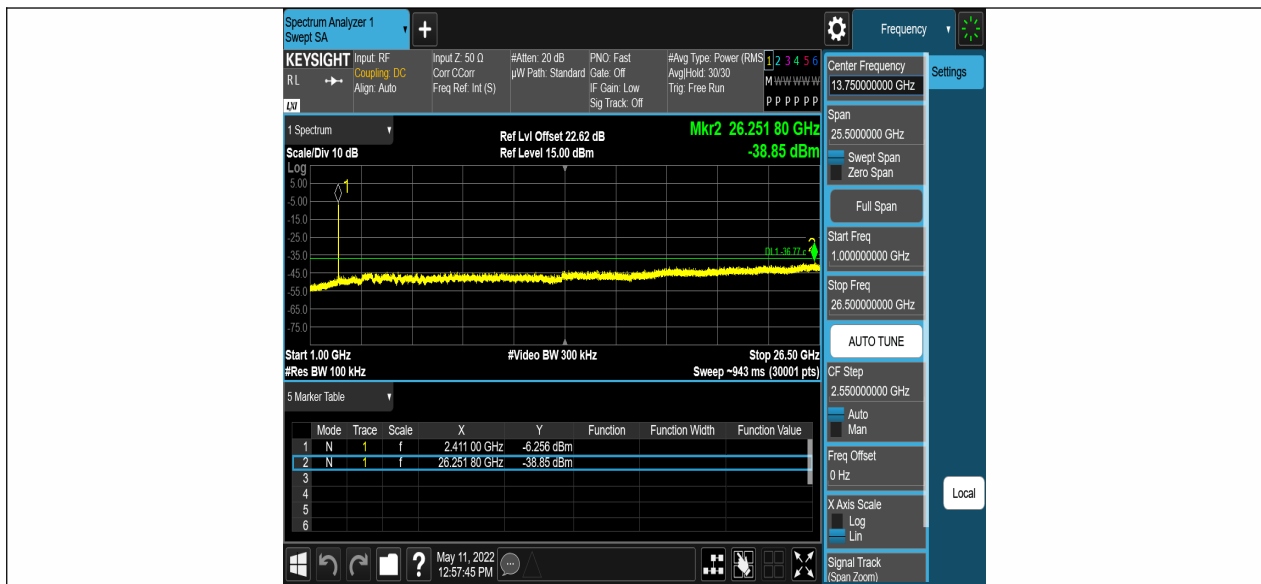 Spectrum Analyzer 1
Swept SA
+
Frequency
KEYSIGHT
RL
LXI
Input: RF
Coupling: DC
Align: Auto
Input Z: 50 Ω
Corr CCorr
Freq Ref: Int (S)
#Atten: 20 dB
µW Path: Standard
PNO: Fast
Gate: Off
IF Gain: Low
Sig Track: Off
#Avg Type: Power (RMS
Avg|Hold: 30/30
Trig: Free Run
1 2 3 4 5 6
M W W W W W
P P P P P P
1 Spectrum
Scale/Div 10 dB
Ref Lvl Offset 22.62 dB
Ref Level 15.00 dBm
Mkr2 26.251 80 GHz
-38.85 dBm
Log
5.00
-5.00
-15.0
-25.0
-35.0
-45.0
-55.0
-65.0
-75.0
1
2
DL1 -36.77
Start 1.00 GHz
#Video BW 300 kHz
Stop 26.50 GHz
#Res BW 100 kHz
Sweep ~943 ms (30001 pts)
5 Marker Table
Mode Trace Scale X Y Function Function Width Function Value
1 N 1 f 2.411 00 GHz -6.256 dBm
2 N 1 f 26.251 80 GHz -38.85 dBm
3
4
5
6
?
May 11, 2022
12:57:45 PM
Center Frequency
13.750000000 GHz
Settings
Span
25.5000000 GHz
Swept Span
Zero Span
Full Span
Start Freq
1.000000000 GHz
Stop Freq
26.500000000 GHz
AUTO TUNE
CF Step
2.550000000 GHz
Auto
Man
Freq Offset
0 Hz
X Axis Scale
Log
Lin
Signal Track
(Span Zoom)
Local